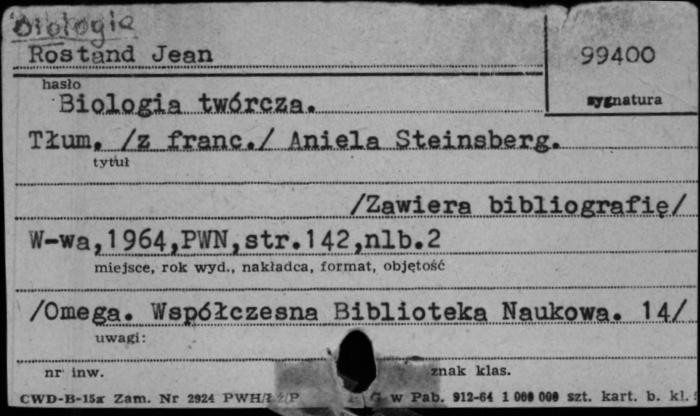 Biologia
Rostand Jean
99400
hasło
sygnatura
Biologia twórcza.
Tłum. /z franc./ Aniela Steinsberg.
tytuł
/Zawiera bibliografię/
W-wa,1964,PWN,str.142,nlb.2
miejsce, rok wyd., nakładca, format, objętość
/Omega. Współczesna Biblioteka Naukowa. 14/
uwagi:
nr inw.
znak klas.
CWD-B-15a Zam. Nr 2924 w Pab. 912-64 1 000 000 szt. kart. b. kl.